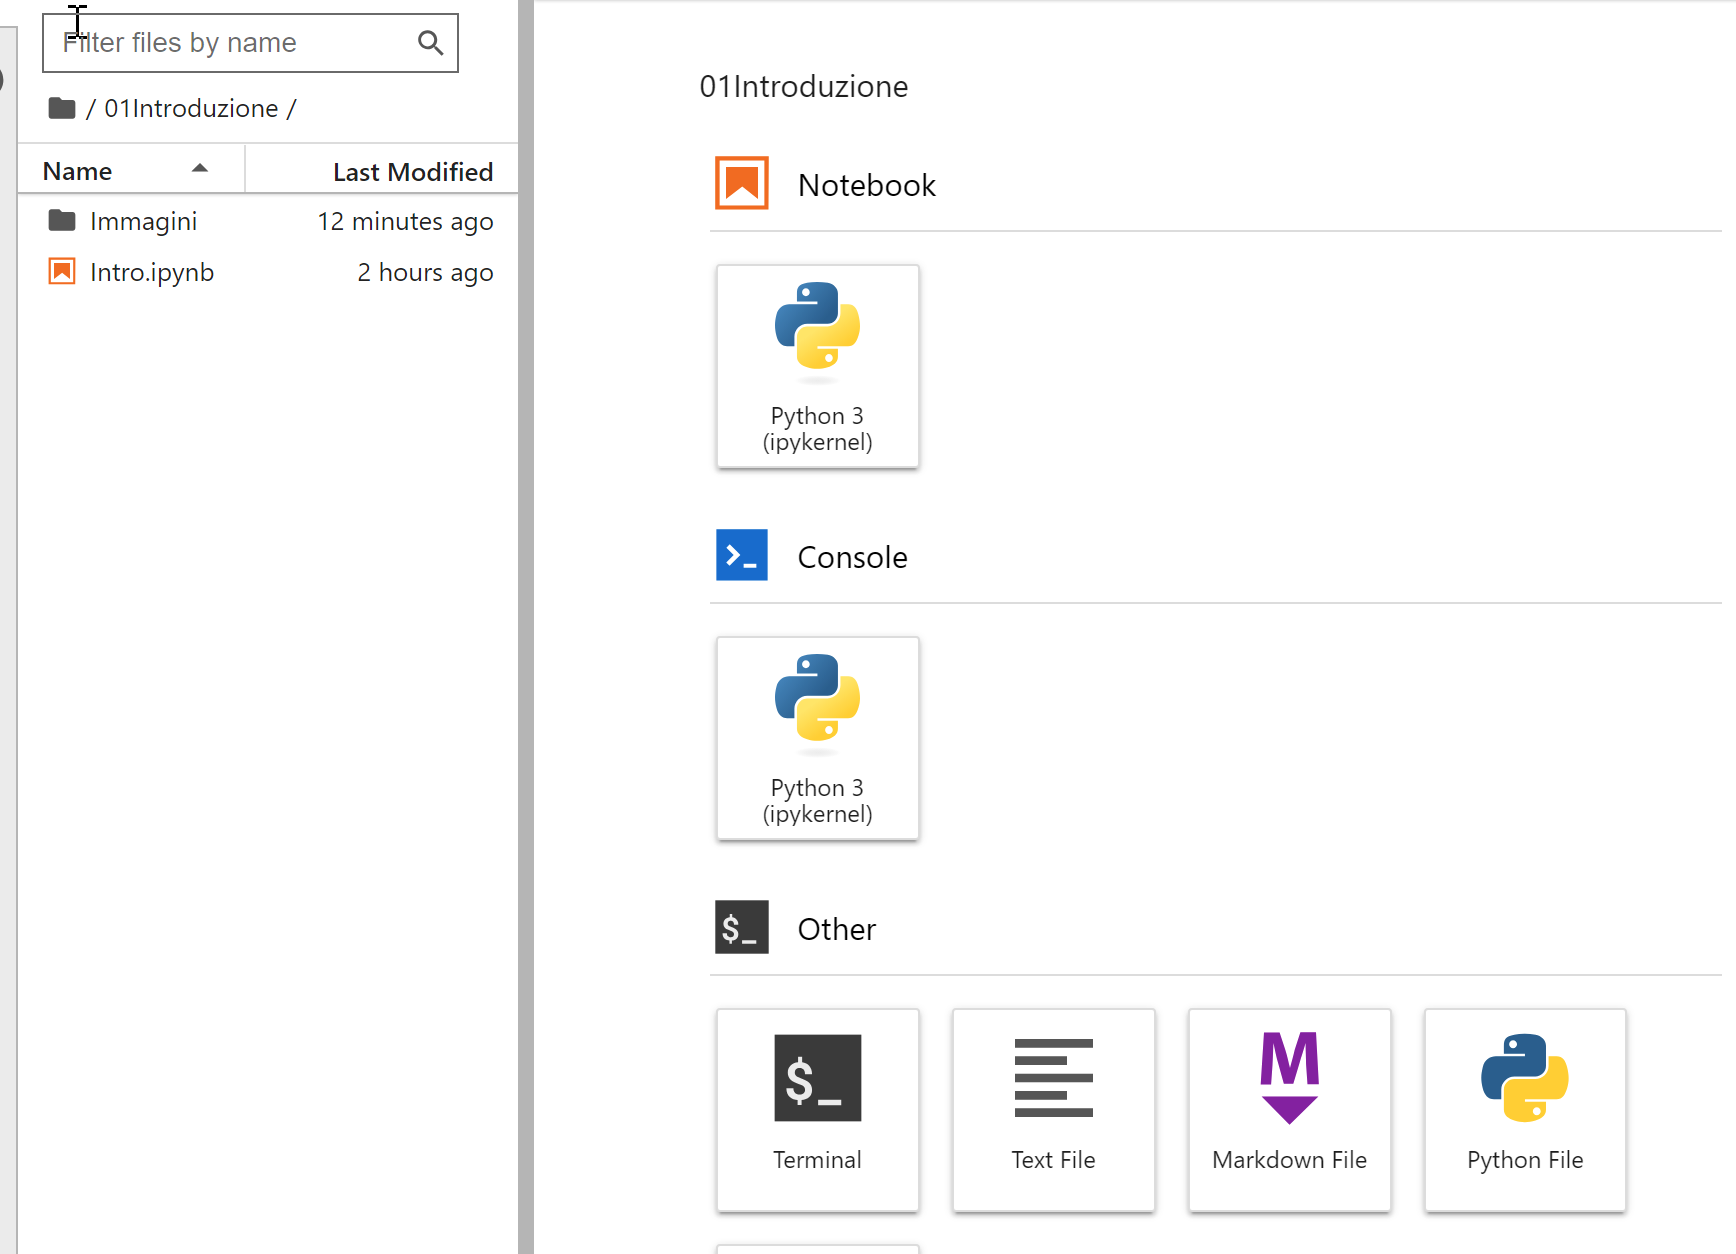 Filter files by name
/ 01Introduzione /
Name Last Modified
Immagini 12 minutes ago
Intro.ipynb 2 hours ago
01Introduzione
Notebook
Python 3
(ipykernel)
Console
Python 3
(ipykernel)
$_ Other
$_
Terminal
Text File
M
Markdown File
Python File